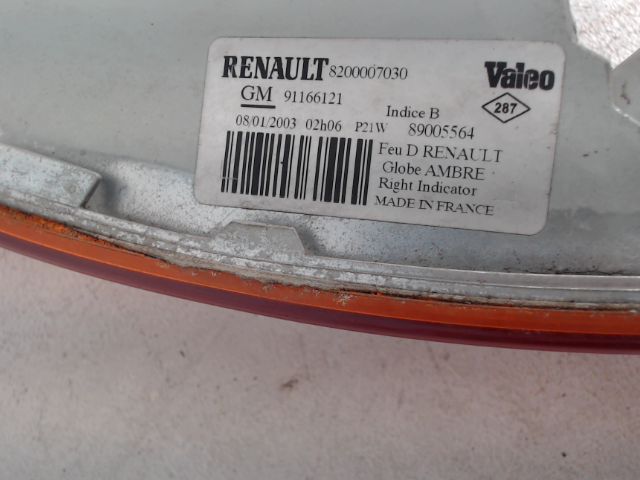 RENAULT 8200007030 Valeo
GM 91166121 Indice B 287
08/01/2003 02h06 P21W 89005564
Feu D RENAULT
Globe AMBRE
Right Indicator
MADE IN FRANCE